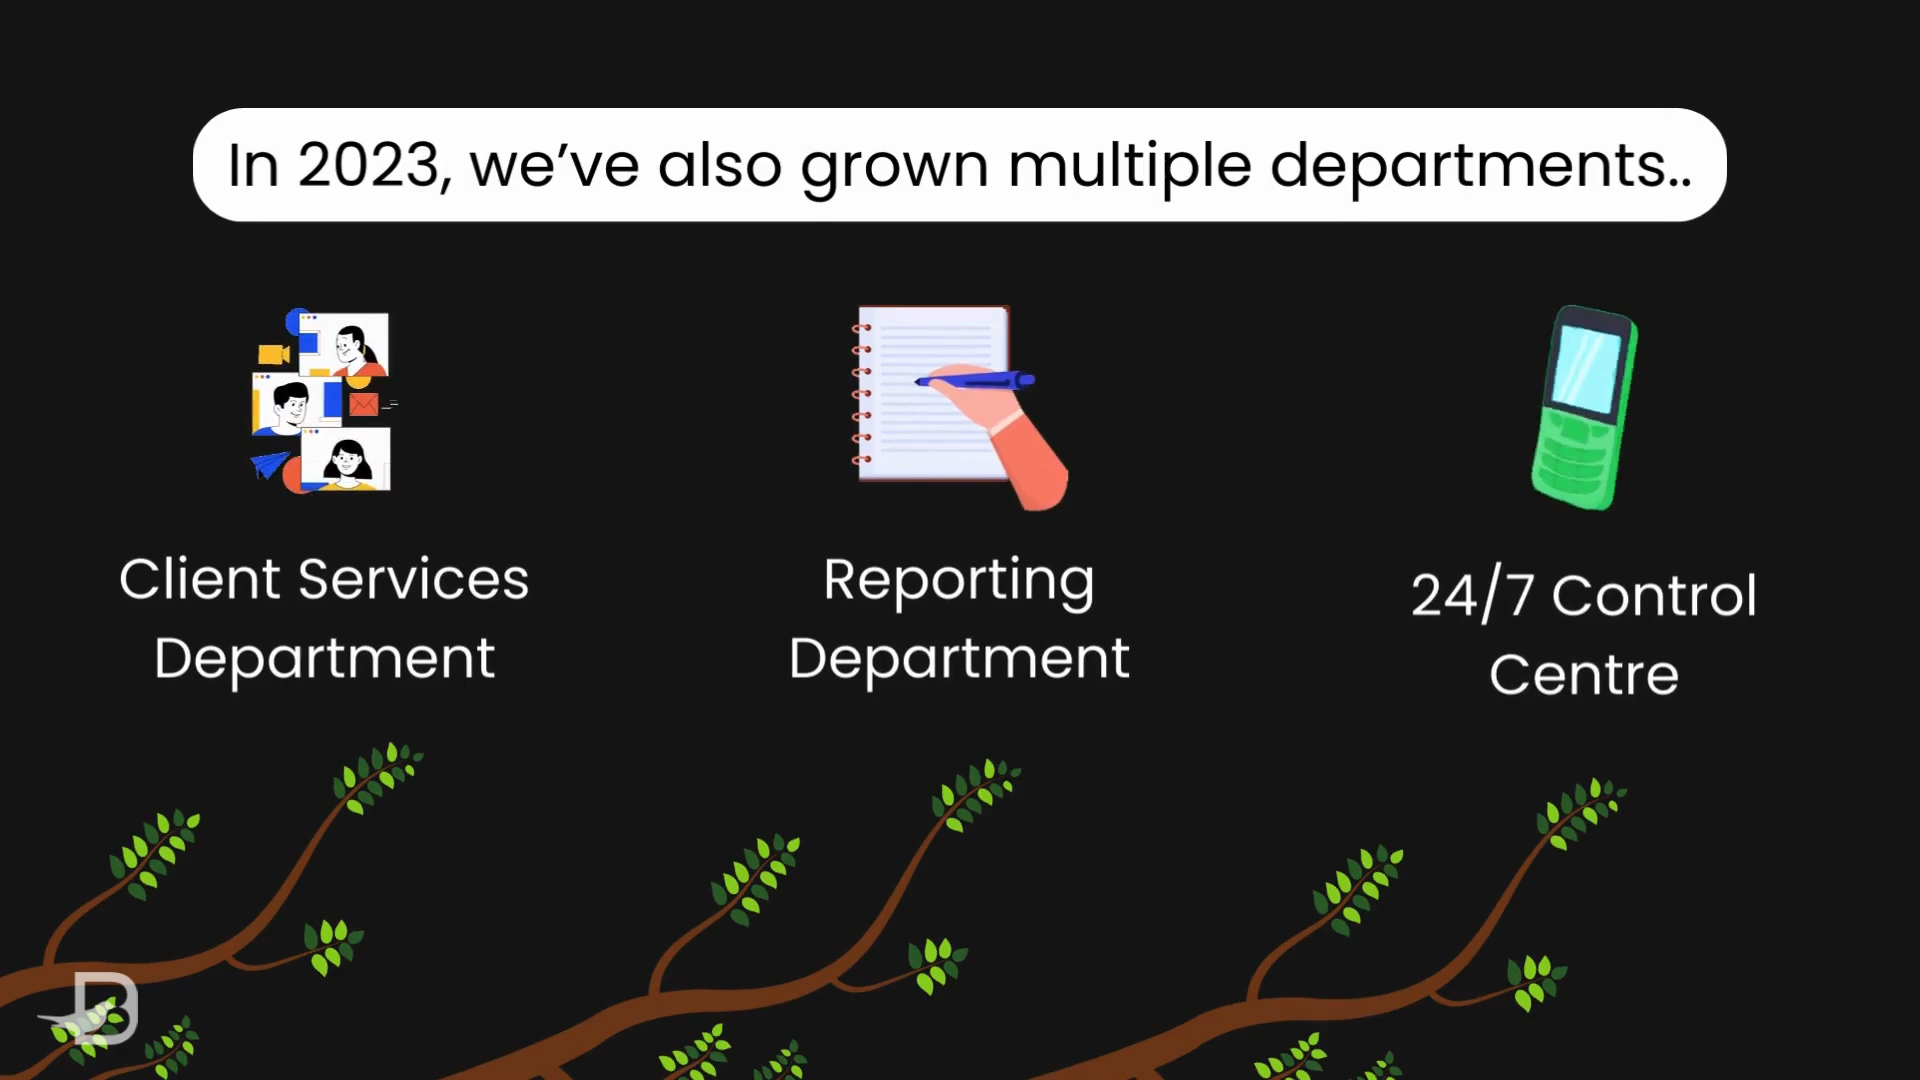 In 2023, we’ve also grown multiple departments..
Client Services
Department
Reporting
Department
24/7 Control
Centre
B